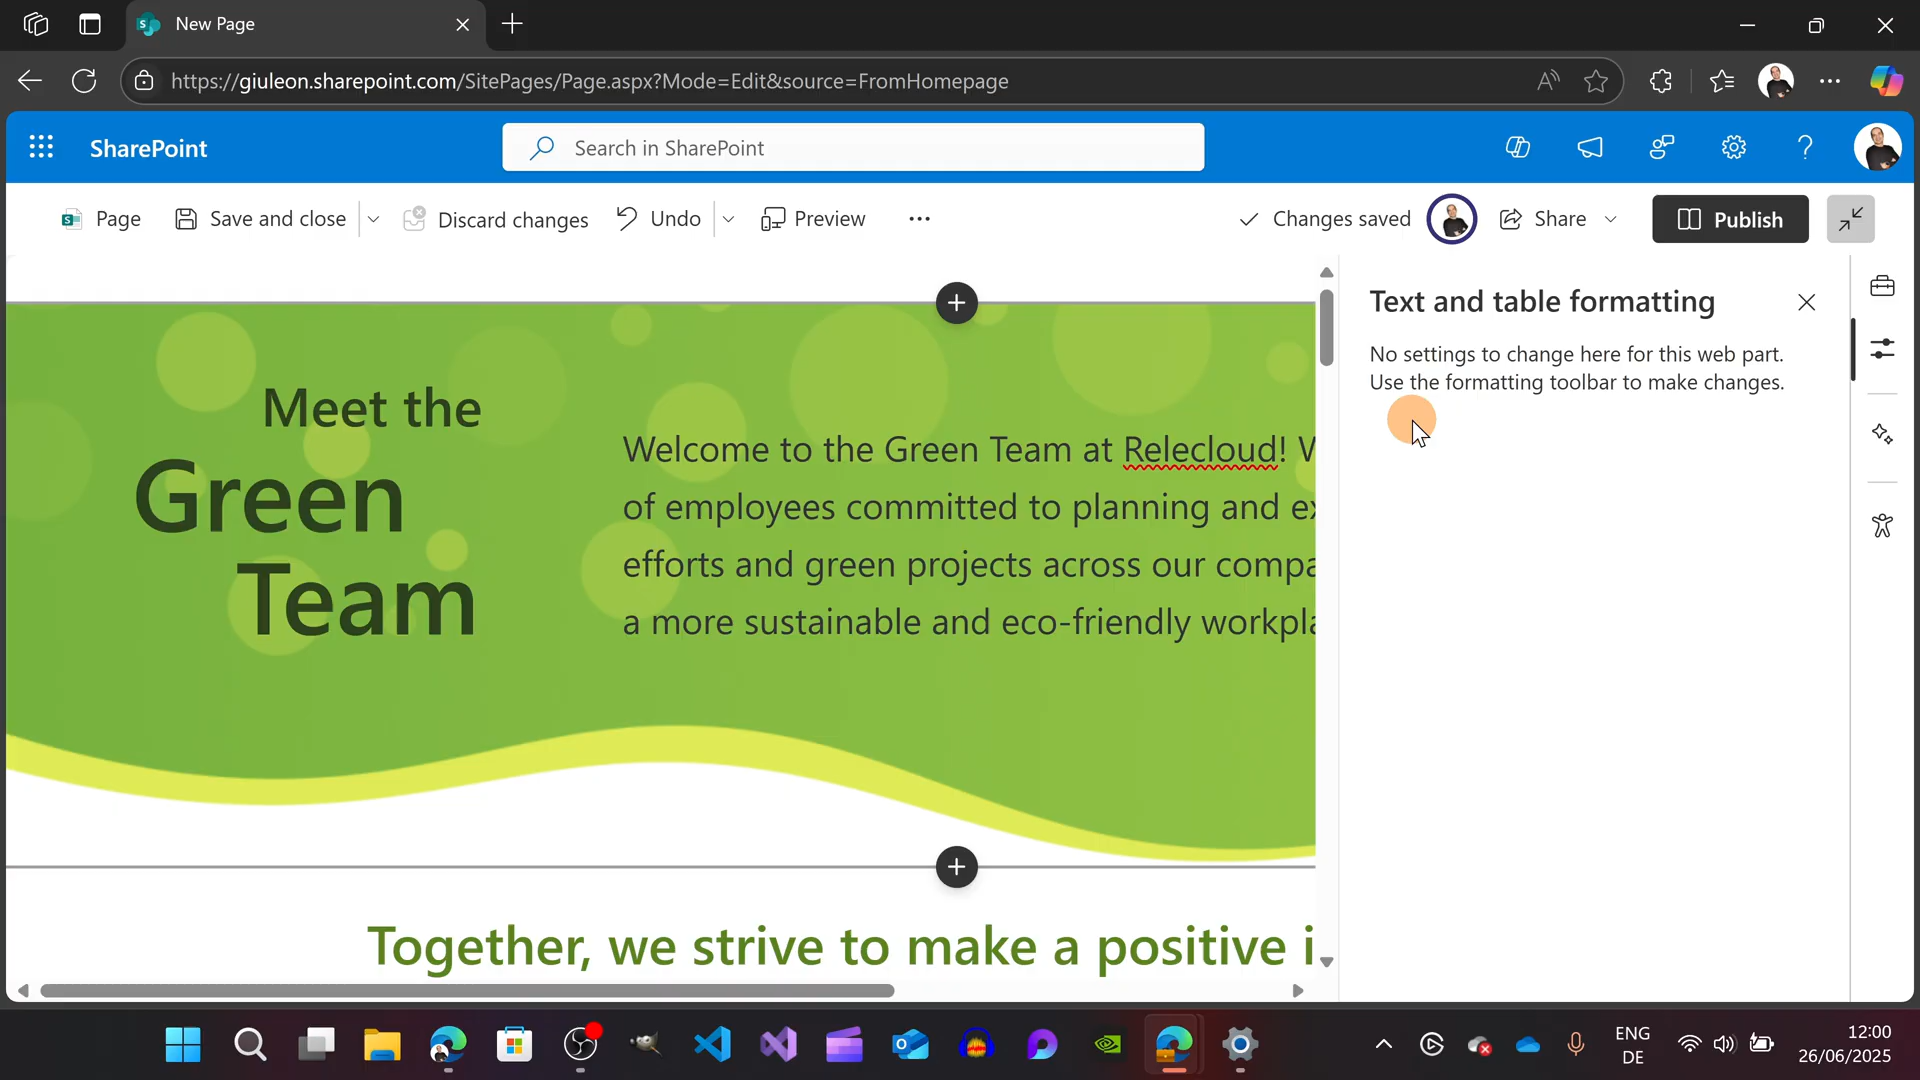 New Page
https://giuleon.sharepoint.com/SitePages/Page.aspx?Mode=Edit&source=FromHomepage
SharePoint
Search in SharePoint
Page
Save and close
Discard changes
Undo
Preview
Changes saved
Share
Publish
Meet the
Green
Team
Welcome to the Green Team at Relecloud! W
of employees committed to planning and ex
efforts and green projects across our compa
a more sustainable and eco-friendly workpla
Together, we strive to make a positive i
Text and table formatting
No settings to change here for this web part.
Use the formatting toolbar to make changes.
ENG
DE
12:00
26/06/2025